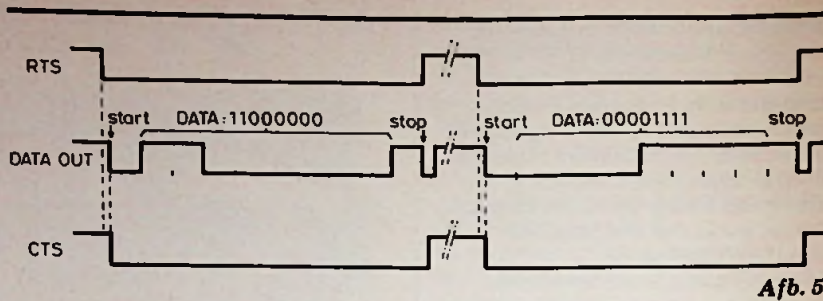 RTS
start DATA:11000000 stop start DATA:00001111 stop
DATA OUT
CTS
Afb. 5